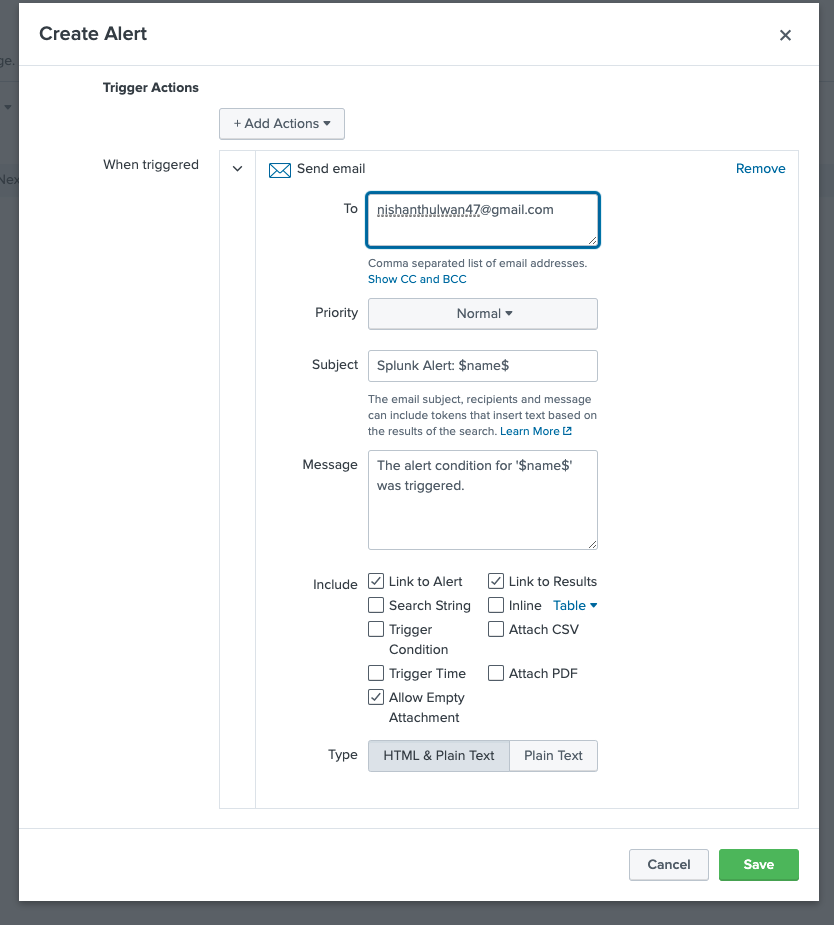 Create Alert
ge.
Trigger Actions
+ Add Actions
When triggered
Nex
Send email
Remove
To
nishanthulwan47@gmail.com
Comma separated list of email addresses.
Show CC and BCC
Priority
Normal
Subject
Splunk Alert: $name$
The email subject, recipients and message
can include tokens that insert text based on
the results of the search. Learn More
Message
The alert condition for '$name$'
was triggered.
Include
Link to Alert
Link to Results
Search String
Inline Table
Trigger
Condition
Attach CSV
Trigger Time
Attach PDF
Allow Empty
Attachment
Type
HTML & Plain Text
Plain Text
Cancel
Save